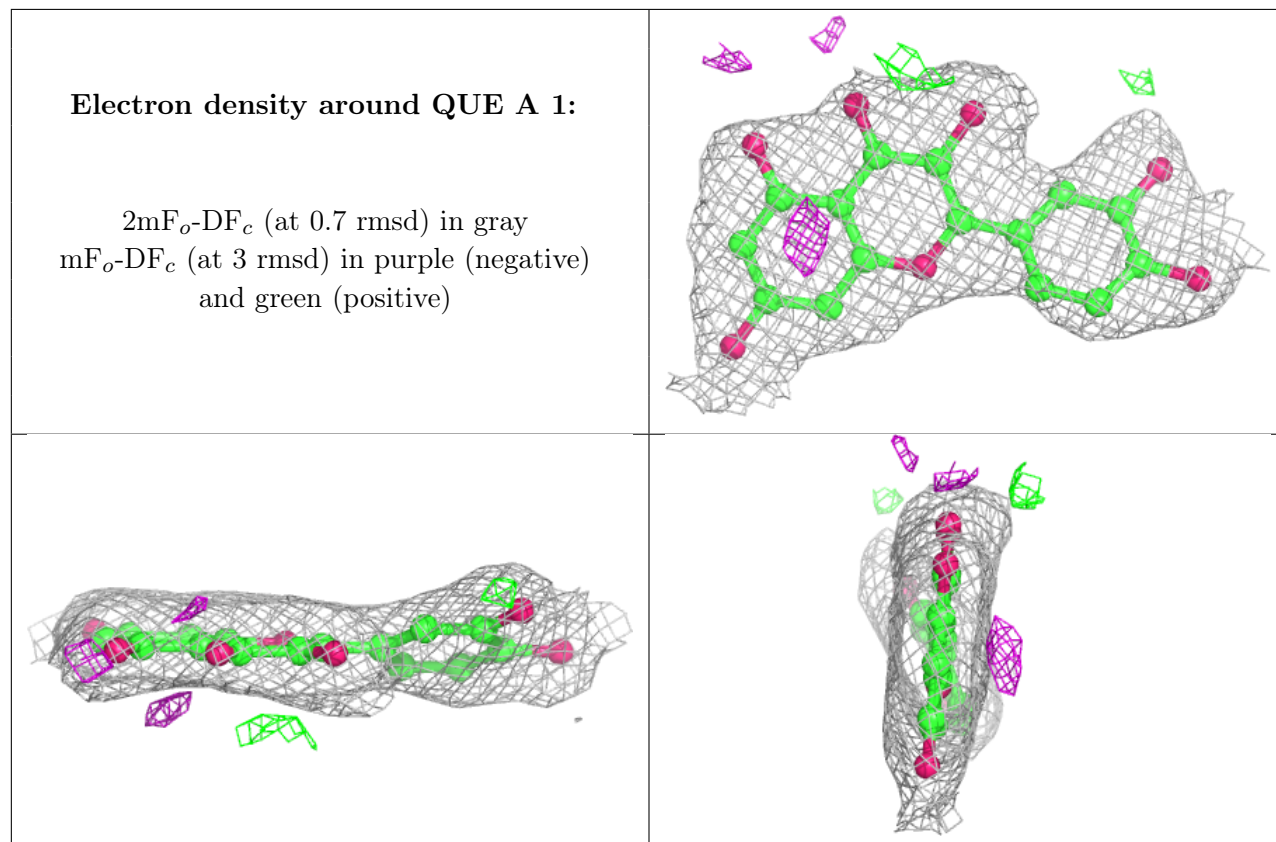 Electron density around QUE A 1:
2mFo-DFc (at 0.7 rmsd) in gray
mFo-DFc (at 3 rmsd) in purple (negative)
and green (positive)